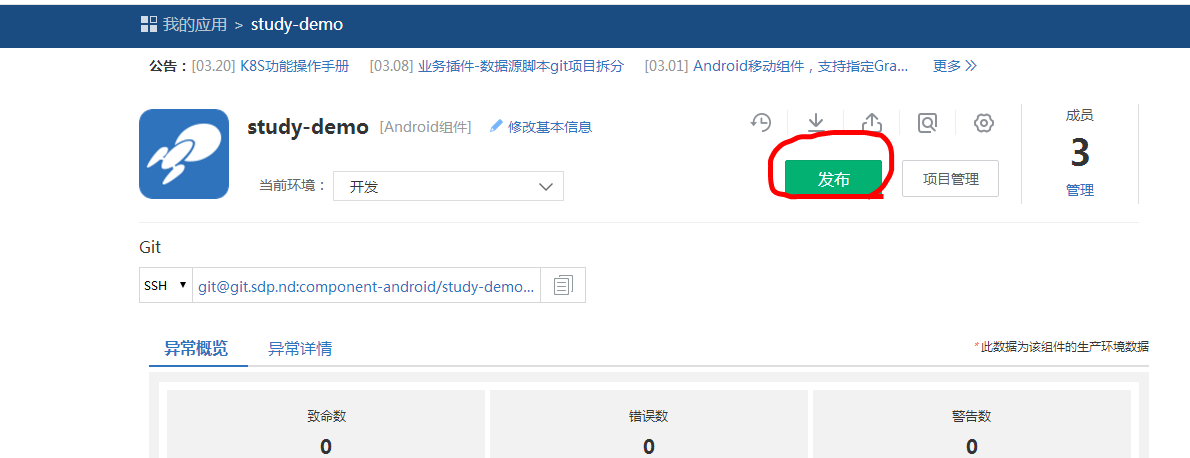 我的应用 > study-demo
公告：[03.20] K8S功能操作手册 [03.08] 业务插件-数据源脚本git项目拆分 [03.01] Android移动组件，支持指定Gra... 更多
study-demo [Android组件] 修改基本信息
当前环境： 开发
发布
项目管理
成员
3
管理
Git
SSH git@git.sdp.nd:component-android/study-demo...
异常概览 异常详情
*此数据为该组件的生产环境数据
致命数 错误数 警告数
0 0 0